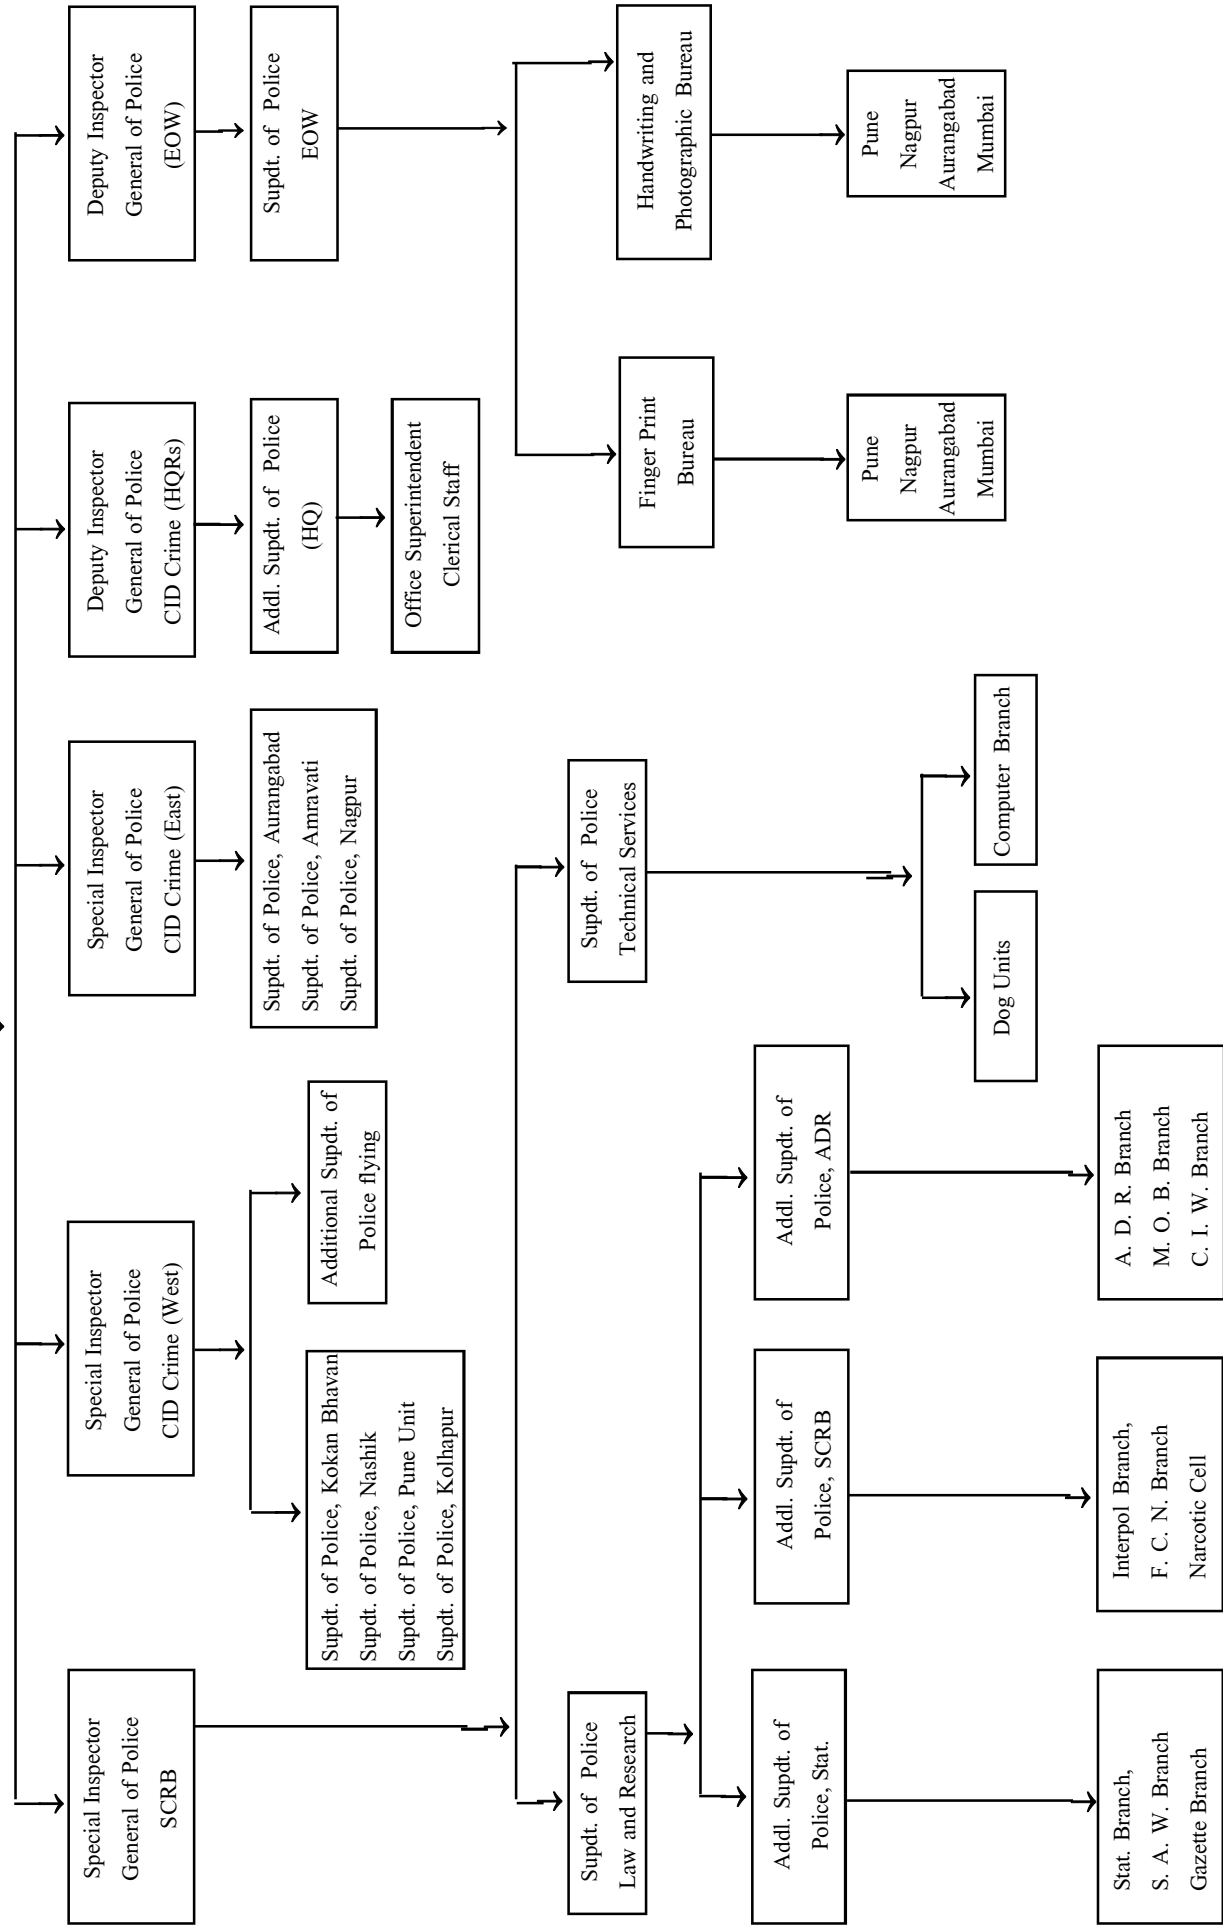 Special Inspector
General of Police
SCRB
Special Inspector
General of Police
CID Crime (West)
Special Inspector
General of Police
CID Crime (East)
Deputy Inspector
General of Police
CID Crime (HQRs)
Deputy Inspector
General of Police
(EOW)
Supdt. of Police, Kokan Bhavan
Supdt. of Police, Nashik
Supdt. of Police, Pune Unit
Supdt. of Police, Kolhapur
Additional Supdt. of
Police flying
Supdt. of Police, Aurangabad
Supdt. of Police, Amravati
Supdt. of Police, Nagpur
Addl. Supdt. of Police
(HQ)
Supdt. of Police
EOW
Office Superintendent
Clerical Staff
Supdt. of Police
Law and Research
Supdt. of Police
Technical Services
Finger Print
Bureau
Handwriting and
Photographic Bureau
Addl. Supdt. of
Police, Stat.
Addl. Supdt. of
Police, SCRB
Addl. Supdt. of
Police, ADR
Pune
Nagpur
Aurangabad
Mumbai
Pune
Nagpur
Aurangabad
Mumbai
Dog Units
Computer Branch
Stat. Branch,
S. A. W. Branch
Gazette Branch
Interpol Branch,
F. C. N. Branch
Narcotic Cell
A. D. R. Branch
M. O. B. Branch
C. I. W. Branch